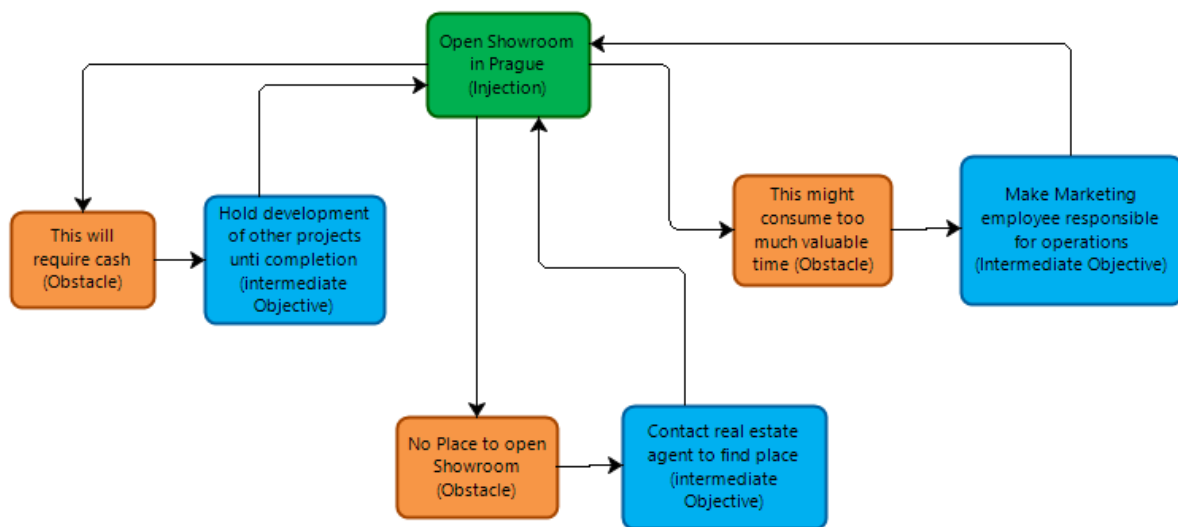 Open Showroom
in Prague
(Injection)
This will
require cash
(Obstacle)
Hold development
of other projects
unti completion
(intermediate
Objective)
This might
consume too
much valuable
time (Obstacle)
Make Marketing
employee responsible
for operations
(Intermediate Objective)
No Place to open
Showroom
(Obstacle)
Contact real estate
agent to find place
(intermediate
Objective)